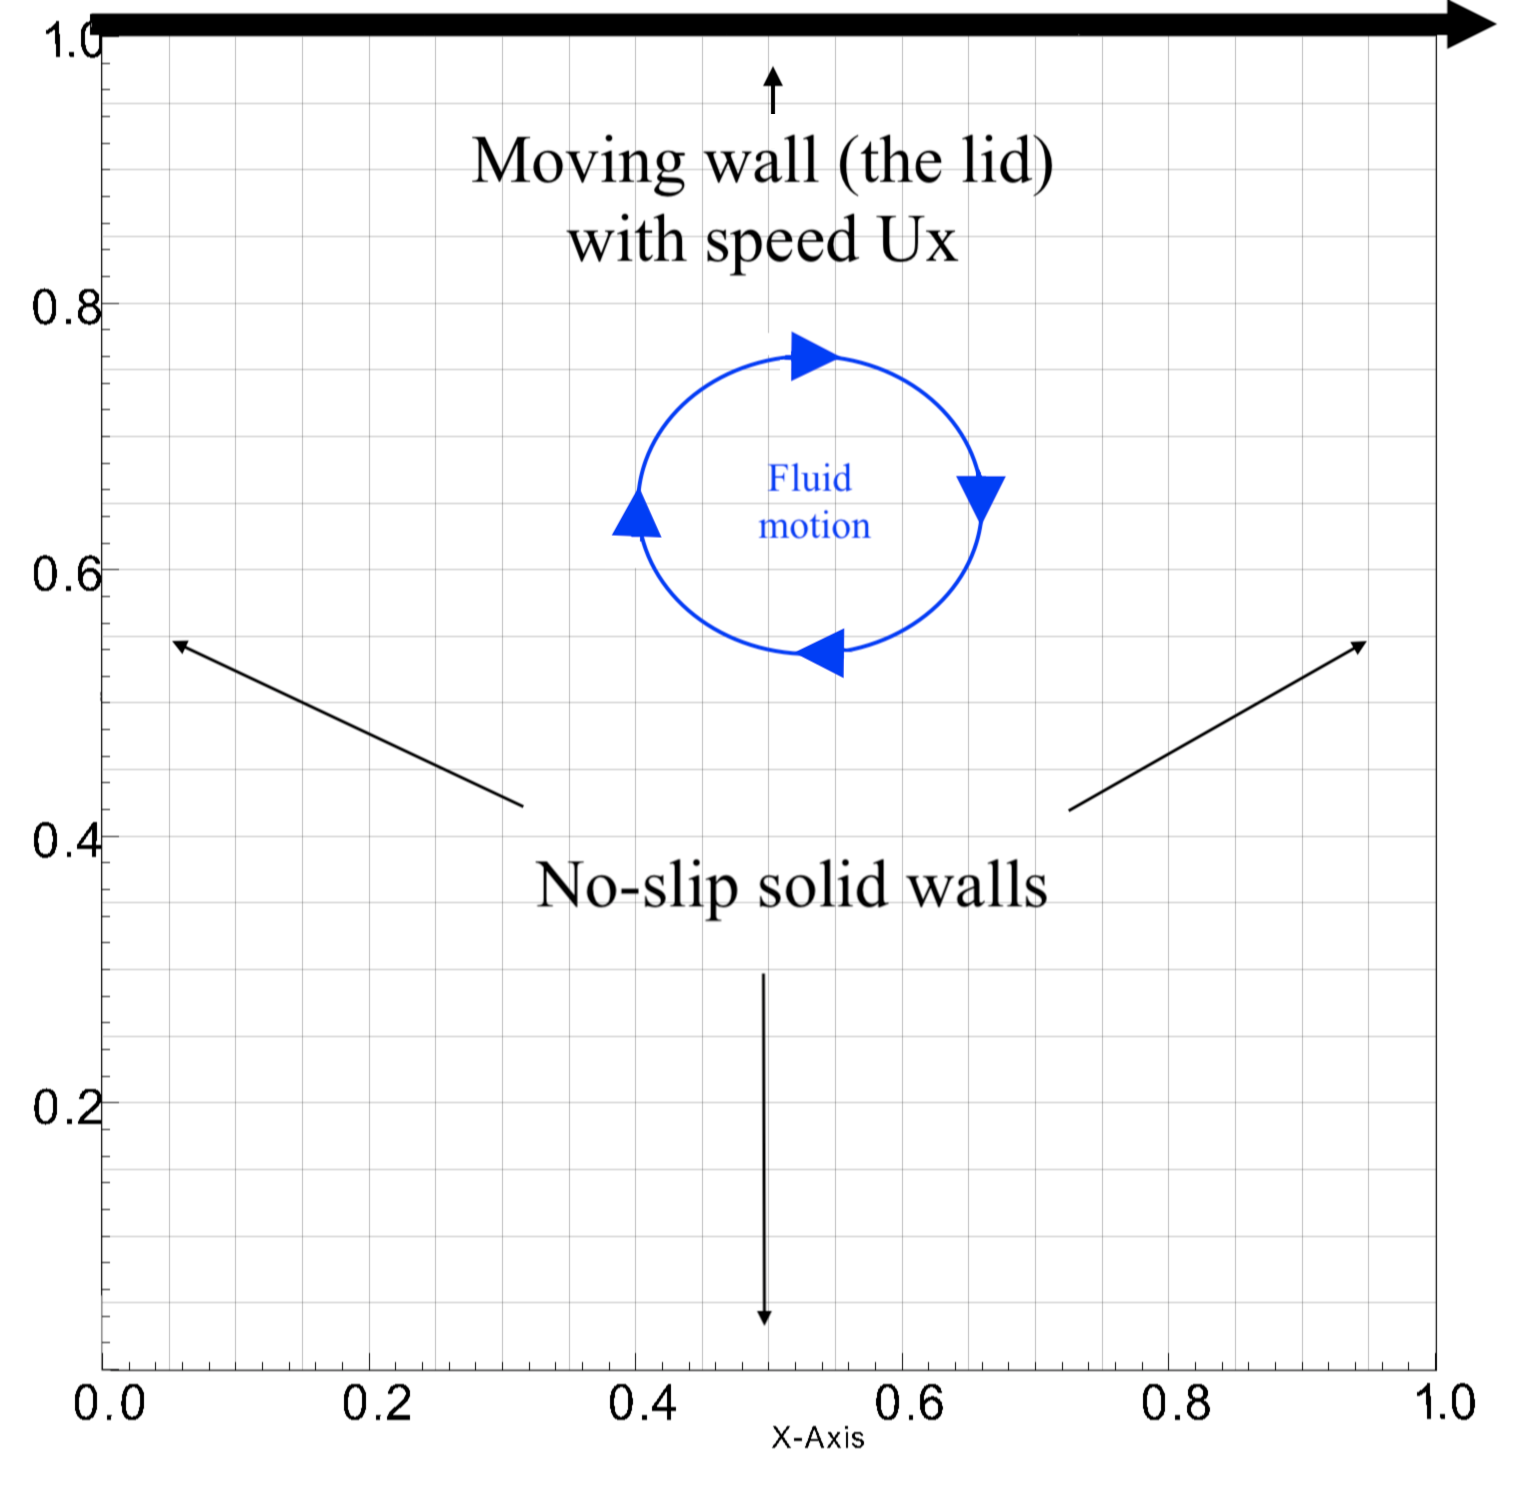 1.0
Moving wall (the lid)
with speed Ux
0.8
Fluid
motion
0.6
0.4
No-slip solid walls
0.2
0.0 0.2 0.4 0.6 0.8 1.0
X-Axis